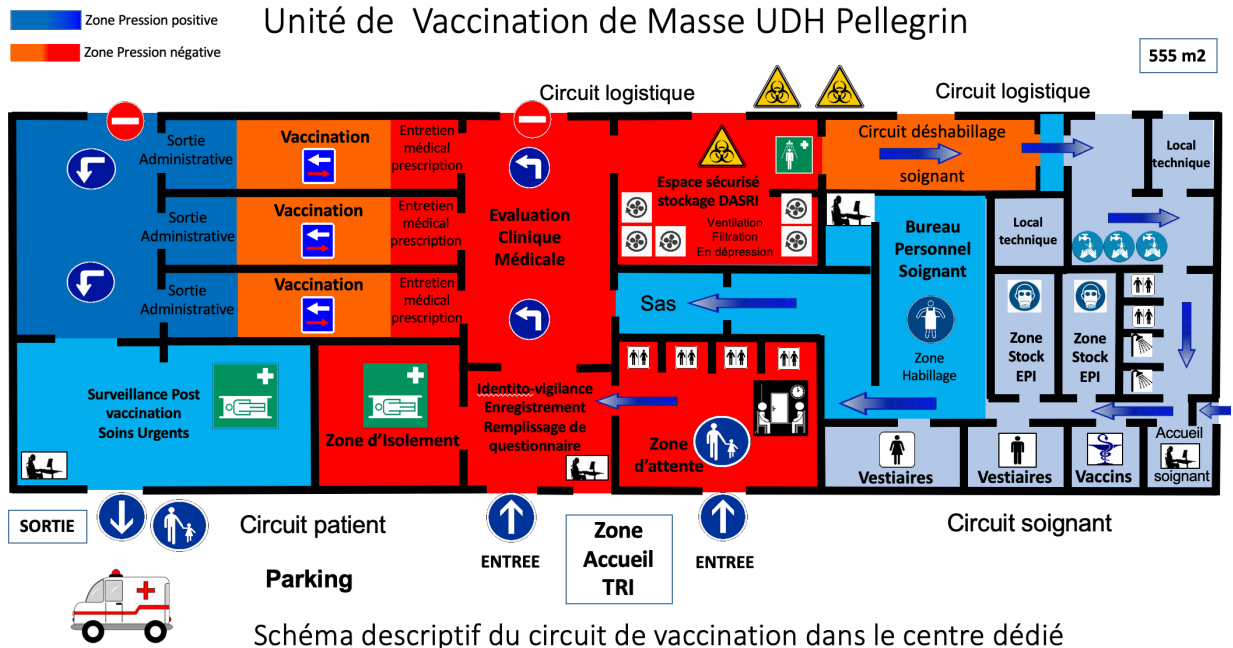 Zone Pression positive
Zone Pression négative
Unité de Vaccination de Masse UDH Pellegrin
555 m2
Circuit logistique
Circuit logistique
Sortie
Administrative
Vaccination
Entretien
médical
prescription
Sortie
Administrative
Vaccination
Entretien
médical
prescription
Sortie
Administrative
Vaccination
Entretien
médical
prescription
Evaluation
Clinique
Médicale
Espace sécurisé
stockage DASRI
Ventilation
Filtration
En dépression
Circuit déshabillage
soignant
Local
technique
Bureau
Personnel
Soignant
Local
technique
Sas
Zone
Habillage
Zone
Stock
EPI
Zone
Stock
EPI
Surveillance Post
vaccination
Soins Urgents
Zone d'Isolement
Identito-vigilance
Enregistrement
Remplissage de
questionnaire
Zone
d'attente
Vestiaires
Vestiaires
Vaccins
Accueil
soignant
SORTIE
Circuit patient
ENTREE
Zone
Accueil
TRI
ENTREE
Circuit soignant
Parking
Schéma descriptif du circuit de vaccination dans le centre dédié